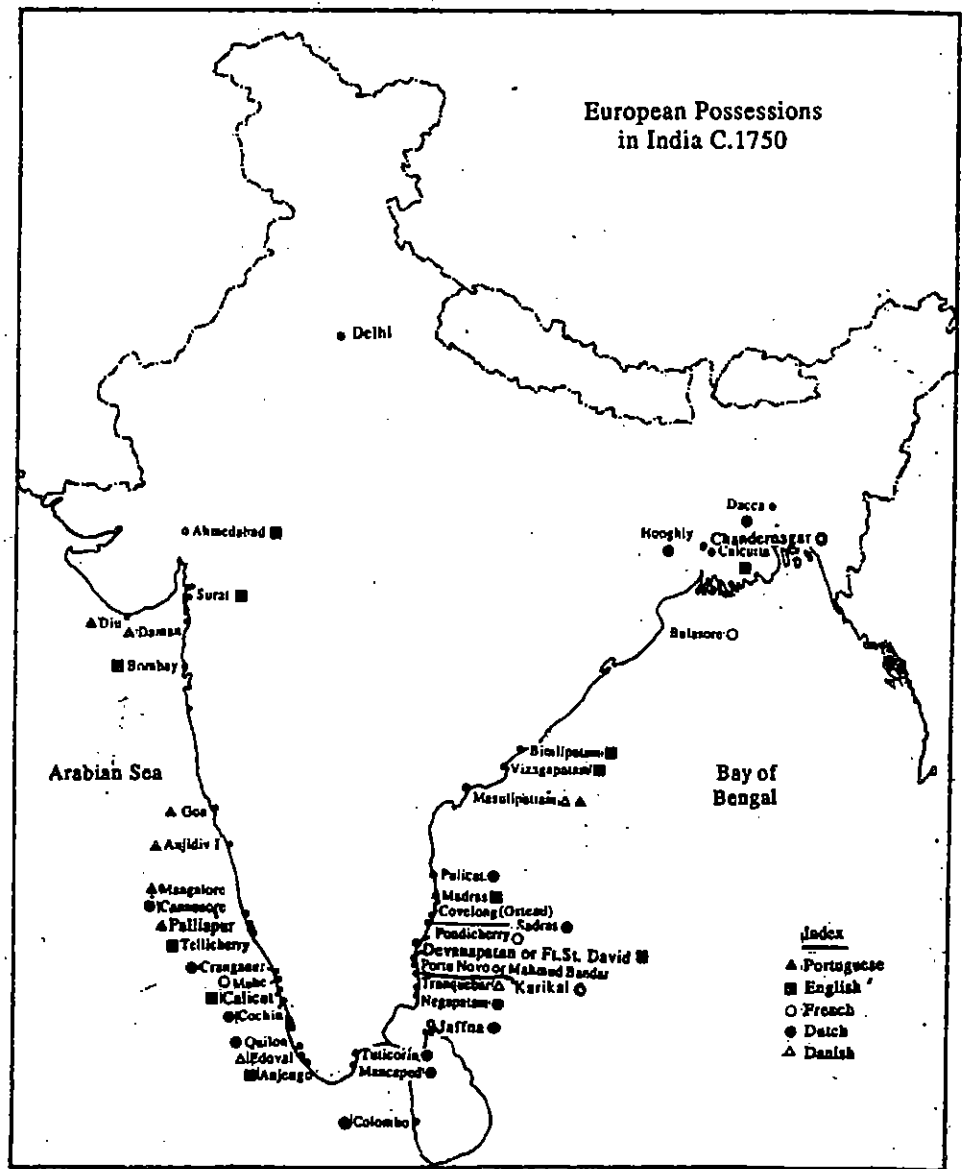 European Possessions
in India C.1750
Delhi
Dacca
Hooghly
Chandernagar
Calcutta
Ahmedabad
Surat
Diu
Daman
Balasore
Bombay
Bimlipatam
Vizagapatam
Arabian Sea
Bay of
Bengal
Masulipattam
Goa
Anjidiv I
Pulicat
Mangalore
Madras
Cannanore
Covelong (Ostend)
Palliapur
Sadras
Pondicherry
Tellicherry
Devanapatan or Ft.St. David
Cranganur
Porto Novo or Mahmud Bandar
Mahe
Tranquebar
Karikal
Calicut
Negapatam
Cochin
Jaffna
Quilon
Edoval
Tuticorin
Anjengo
Manapad
Colombo
Index
Portuguese
English
French
Dutch
Danish